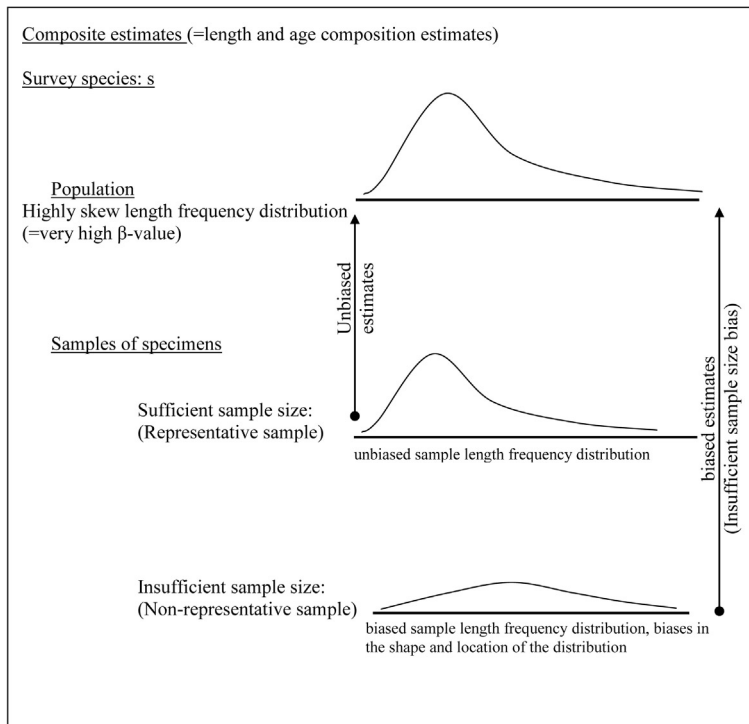 Composite estimates (=length and age composition estimates)
Survey species: s
Population
Highly skew length frequency distribution
(=very high β-value)
Unbiased
estimates
biased estimates
(Insufficient sample size bias)
Samples of specimens
Sufficient sample size:
(Representative sample)
unbiased sample length frequency distribution
Insufficient sample size:
(Non-representative sample)
biased sample length frequency distribution, biases in
the shape and location of the distribution